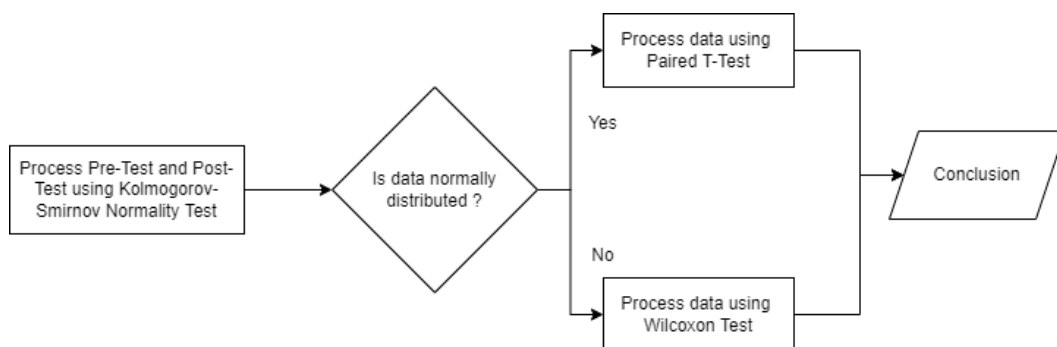 Process Pre-Test and Post-
Test using Kolmogorov-
Smirnov Normality Test
Is data normally
distributed ?
Yes
Process data using
Paired T-Test
No
Process data using
Wilcoxon Test
Conclusion